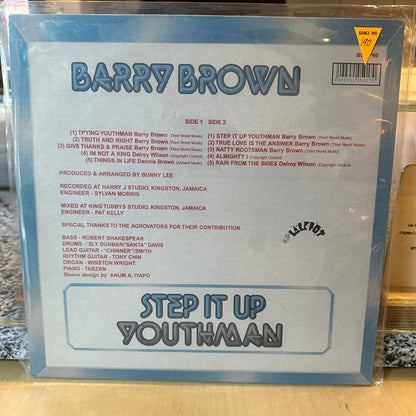 BARRY BROWN
SIDE 1 SIDE 2
(1) TPYING YOUTHMAN Barry Brown (Third World Music)
(2) TRUTH AND RIGHT Barry Brown (Third World Music)
(3) GIVE THANKS & PRAISE Barry Brown (Third World Music)
(4) IM NOT A KING Delroy Wilson (Copyright Control)
(5) THINGS IN LIFE Dennis Brown (Ashanti Music)
(1) STEP IT UP YOUTHMAN Barry Brown (Third World Music)
(2) TRUE LOVE IS THE ANSWER Barry Brown (Third World Music)
(3) NATTY ROOTSMAN Barry Brown (Third World Music)
(4) ALMIGHTY I (Copyright Control)
(5) RAIN FROM THE SKIES Delroy Wilson (Copyright Control)
PRODUCED & ARRANGED BY BUNNY LEE
RECORDED AT HARRY J STUDIO, KINGSTON, JAMAICA
ENGINEER - SYLVAN MORRIS
MIXED AT KING TUBBYS STUDIO, KINGSTON, JAMAICA
ENGINEER - PAT KELLY
SPECIAL THANKS TO THE AGROVATORS FOR THEIR CONTRIBUTION
BASS - ROBERT SHAKESPEAR
DRUMS - 'SLY DUNBAR/SANTA' DAVIS
LEAD GUITAR - "CHINNER"/SMITH
RHYTHM GUITAR - TONY CHIN
ORGAN - WINSTON WRIGHT
PIANO - TARZAN
Sleeve design by ANUM A. IYAPO
STEP IT UP
YOUTHMAN